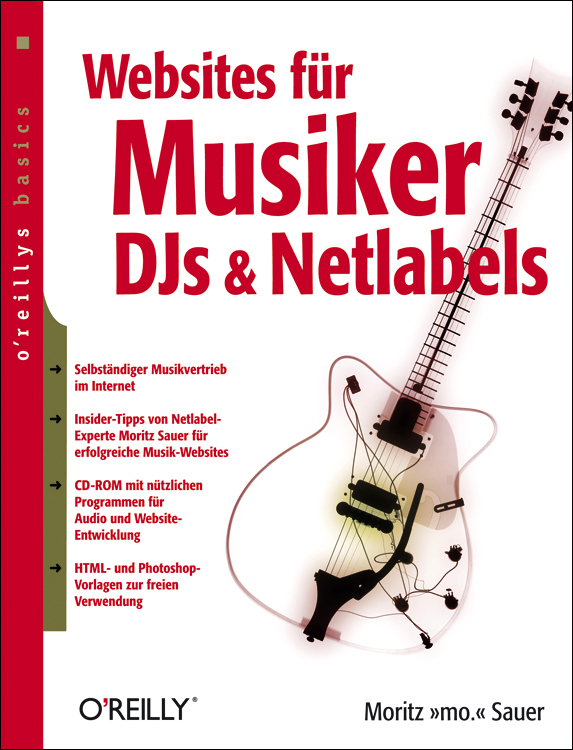 o'reillys basics
Websites für
Musiker
DJs & Netlabels
➜ Selbständiger Musikvertrieb
im Internet
➜ Insider-Tipps von Netlabel-
Experte Moritz Sauer für
erfolgreiche Musik-Websites
➜ CD-ROM mit nützlichen
Programmen für
Audio und Website-
Entwicklung
➜ HTML- und Photoshop-
Vorlagen zur freien
Verwendung
O'REILLY®
Moritz »mo.« Sauer